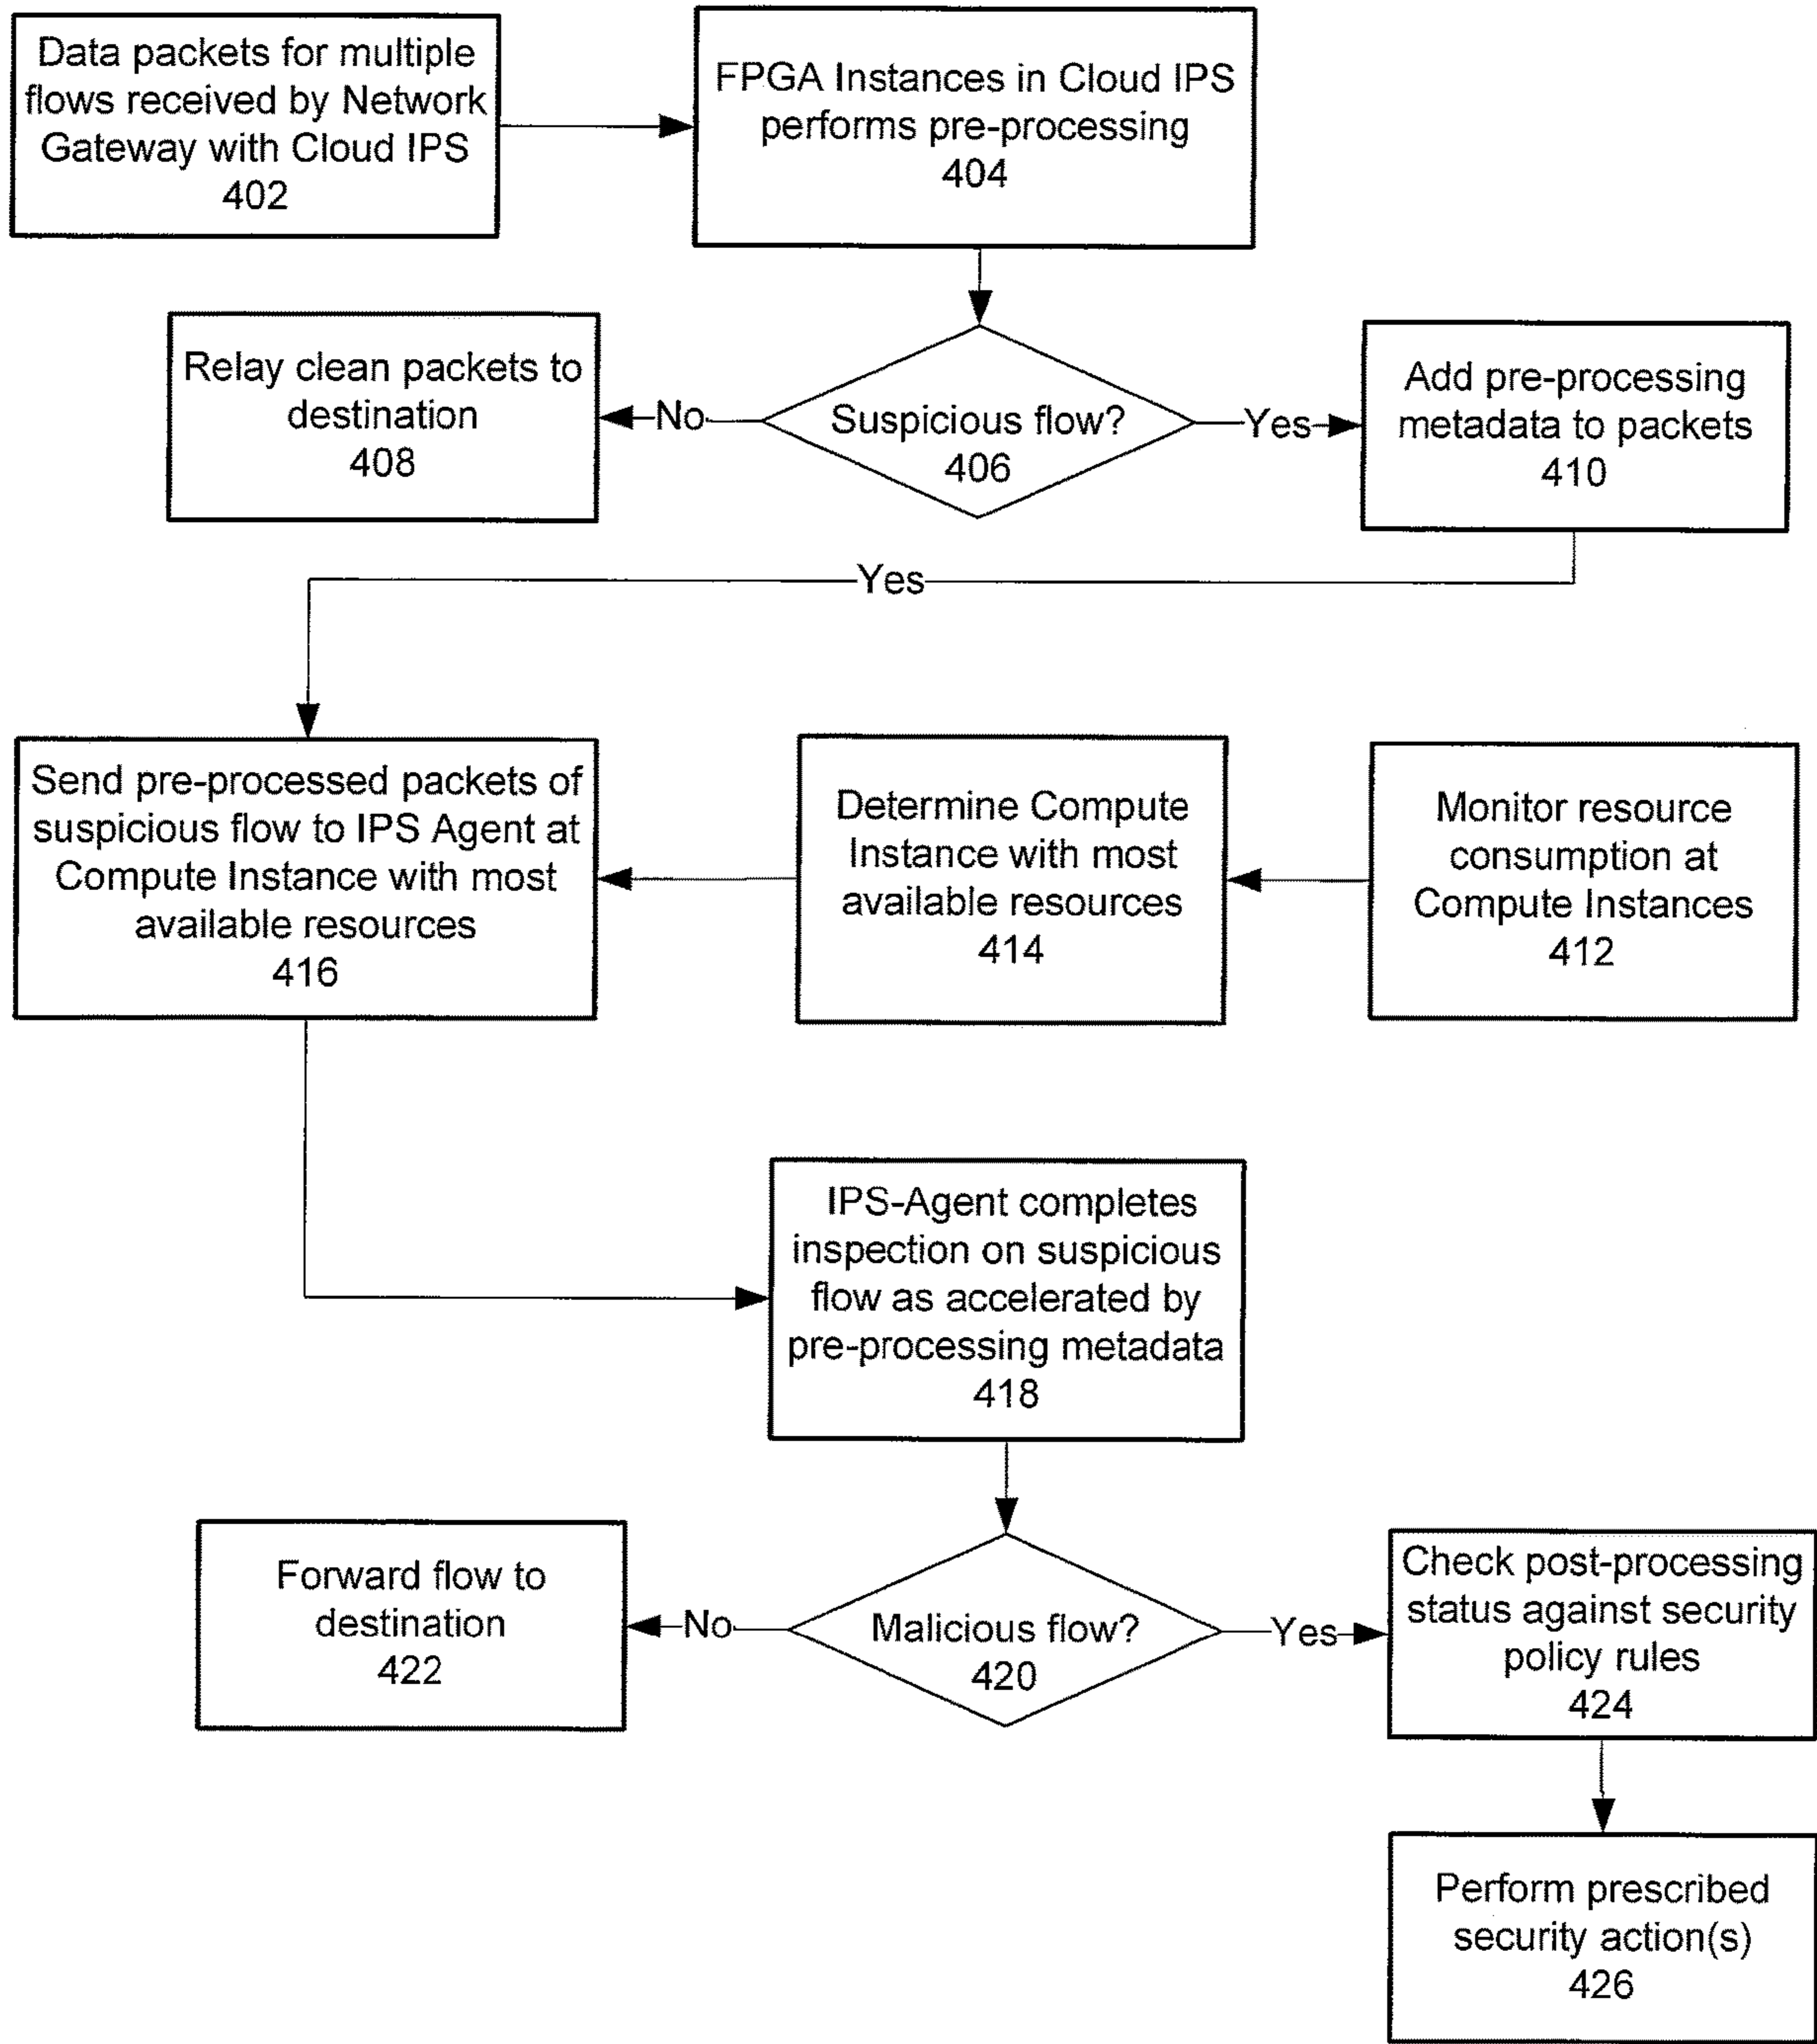 Data packets for multiple
flows received by Network
Gateway with Cloud IPS
402
FPGA Instances in Cloud IPS
performs pre-processing
404
Relay clean packets to
destination
408
No
Suspicious flow?
406
Yes
Add pre-processing
metadata to packets
410
Yes
Send pre-processed packets of
suspicious flow to IPS Agent at
Compute Instance with most
available resources
416
Determine Compute
Instance with most
available resources
414
Monitor resource
consumption at
Compute Instances
412
IPS-Agent completes
inspection on suspicious
flow as accelerated by
pre-processing metadata
418
Forward flow to
destination
422
No
Malicious flow?
420
Yes
Check post-processing
status against security
policy rules
424
Perform prescribed
security action(s)
426